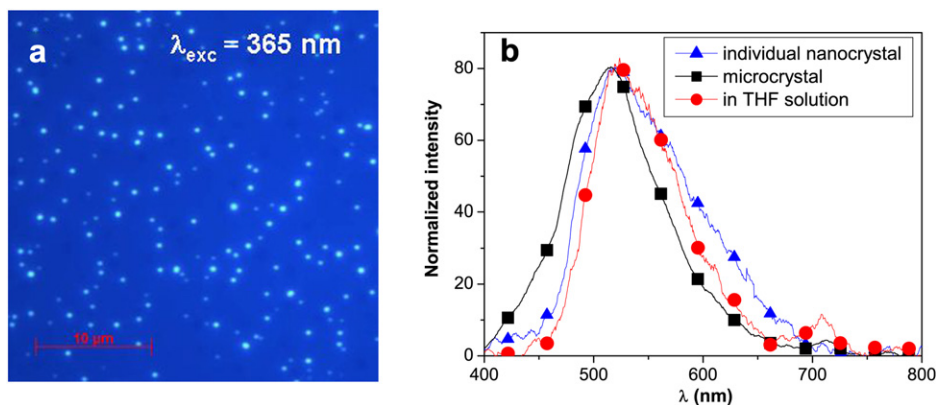 a
λexc = 365 nm
10 µm
b
individual nanocrystal
microcrystal
in THF solution
Normalized intensity
80
60
40
20
0
400
500
600
700
800
λ (nm)